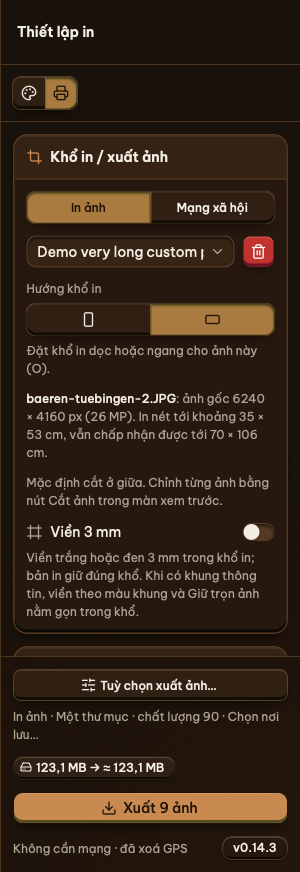 Thiết lập in
Khổ in / xuất ảnh
In ảnh
Mạng xã hội
Demo very long custom p
Hướng khổ in
Đặt khổ in dọc hoặc ngang cho ảnh này
(O).
baeren-tuebingen-2.JPG: ảnh gốc 6240
× 4160 px (26 MP). In nét tới khoảng 35 ×
53 cm, vẫn chấp nhận được tới 70 × 106
cm.
Mặc định cắt ở giữa. Chỉnh từng ảnh bằng
nút Cắt ảnh trong màn xem trước.
Viền 3 mm
Viền trắng hoặc đen 3 mm trong khổ in;
bản in giữ đúng khổ. Khi có khung thông
tin, viền theo màu khung và Giữ trọn ảnh
nằm gọn trong khổ.
Tuỳ chọn xuất ảnh...
In ảnh · Một thư mục · chất lượng 90 · Chọn nơi
lưu...
123,1 MB → ≈ 123,1 MB
Xuất 9 ảnh
Không cần mạng · đã xoá GPS
v0.14.3